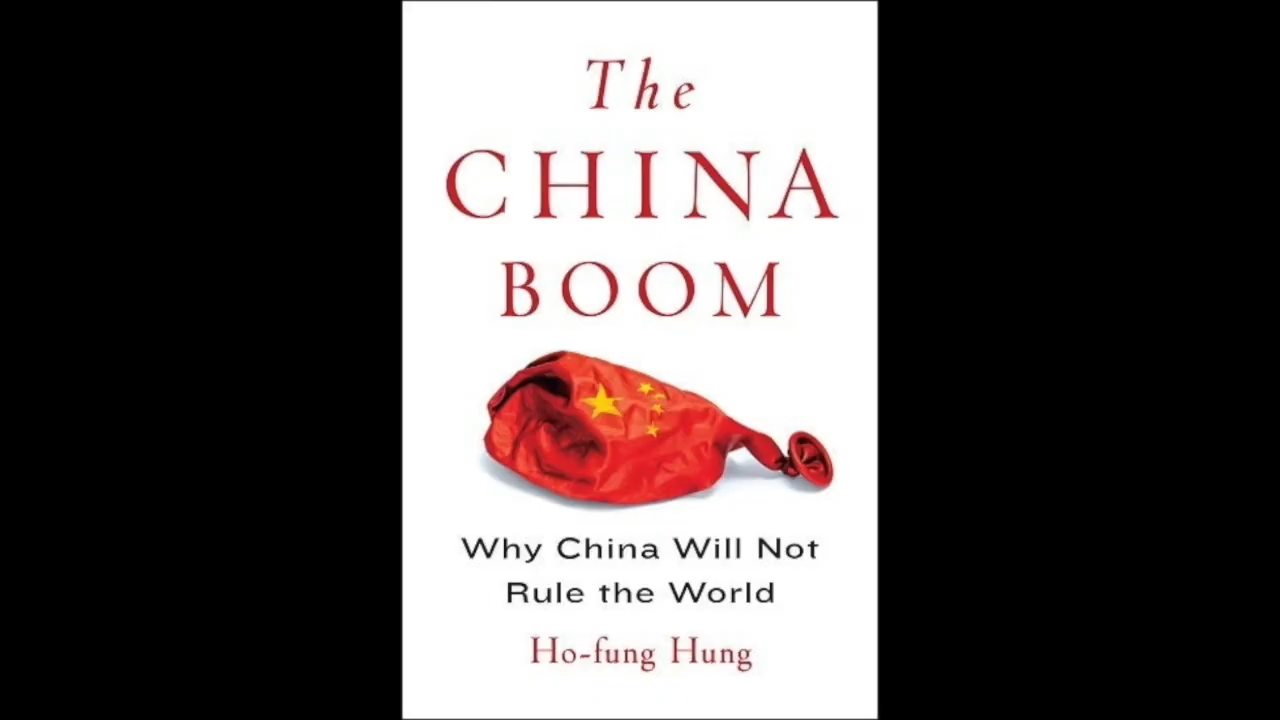 The
CHINA
BOOM
Why China Will Not
Rule the World
Ho-fung Hung